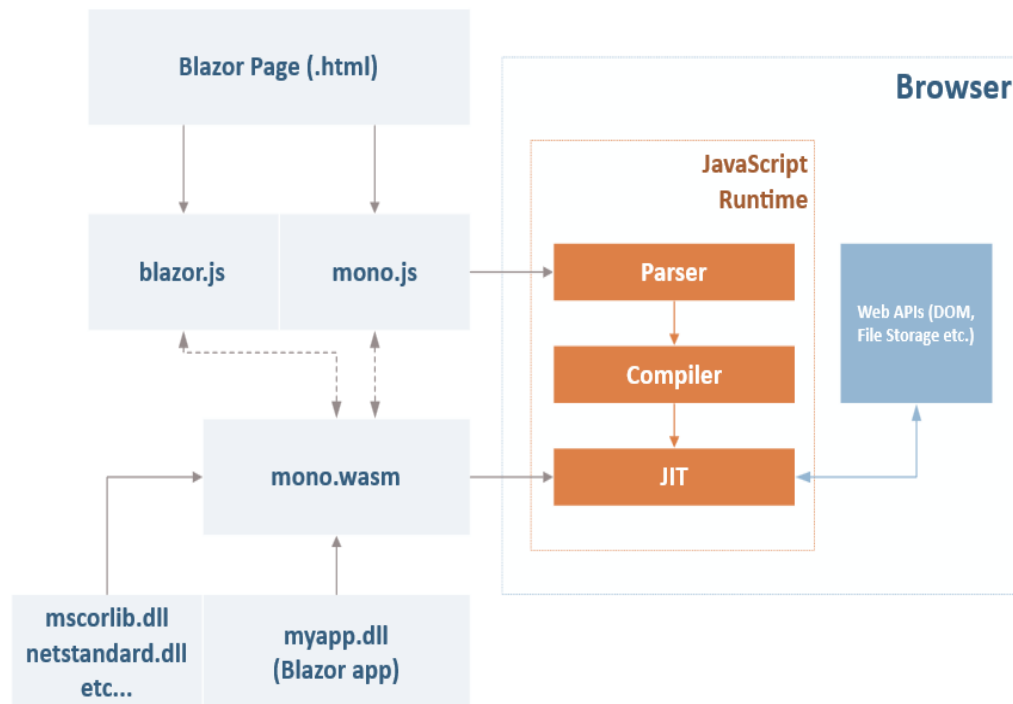 Blazor Page (.html)
Browser
JavaScript
Runtime
blazor.js
mono.js
Parser
Web APIs (DOM,
File Storage etc.)
Compiler
mono.wasm
JIT
mscorlib.dll
netstandard.dll
etc...
myapp.dll
(Blazor app)